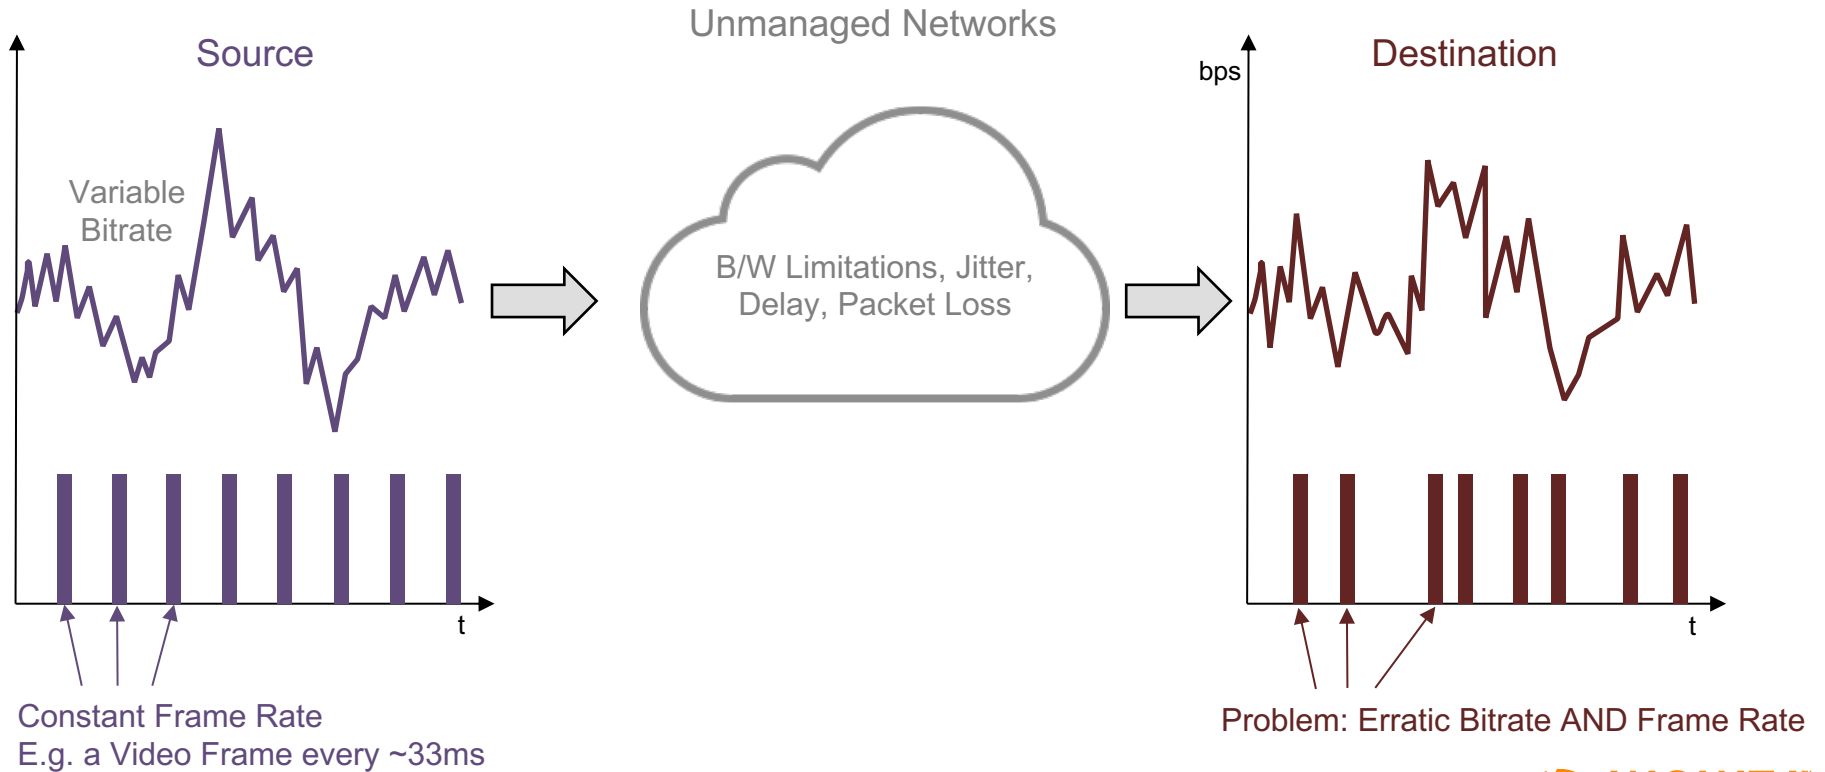 Unmanaged Networks
Source
Destination
bps
Variable
Bitrate
B/W Limitations, Jitter,
Delay, Packet Loss
t
t
Constant Frame Rate
E.g. a Video Frame every ~33ms
Problem: Erratic Bitrate AND Frame Rate